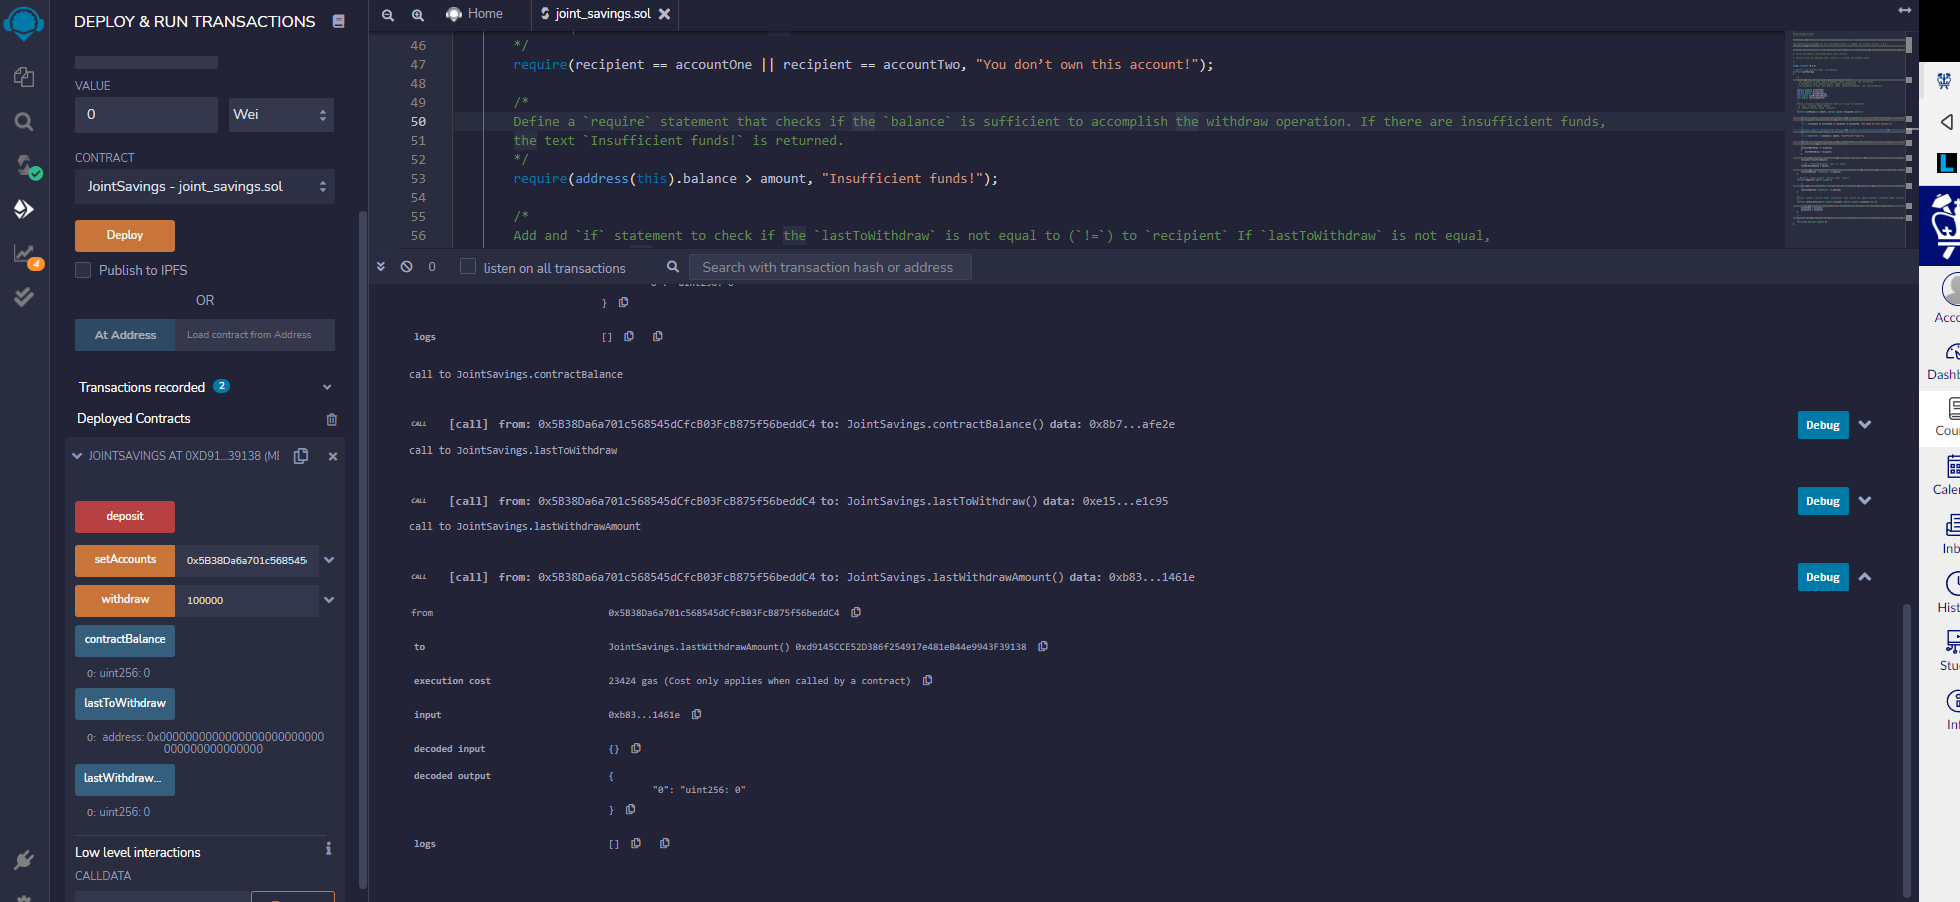 DEPLOY & RUN TRANSACTIONS
VALUE
0
Wei
CONTRACT
JointSavings - joint_savings.sol
Deploy
Publish to IPFS
OR
At Address
Load contract from Address
Transactions recorded 2
Deployed Contracts
JOINTSAVINGS AT 0XD91...39138 (ME
deposit
setAccounts
0x5B38Da6a701c568545
withdraw
100000
contractBalance
0: uint256: 0
lastToWithdraw
0: address: 0x00000000000000000000000000
00000000000000
lastWithdraw...
0: uint256: 0
Low level interactions
CALLDATA
4
Home
joint_savings.sol
46 */
47 require(recipient == accountOne || recipient == accountTwo, "You don’t own this account!");
48
49 /*
50 Define a `require` statement that checks if the `balance` is sufficient to accomplish the withdraw operation. If there are insufficient funds,
51 the text `Insufficient funds!` is returned.
52 */
53 require(address(this).balance > amount, "Insufficient funds!");
54
55 /*
56 Add and `if` statement to check if the `lastToWithdraw` is not equal to (`!=`) to `recipient` If `lastToWithdraw` is not equal,
0
listen on all transactions
Search with transaction hash or address
}
logs []
call to JointSavings.contractBalance
CALL [call] from: 0x5B38Da6a701c568545dCfcB03FcB875f56beddC4 to: JointSavings.contractBalance() data: 0x8b7...afe2e
Debug
call to JointSavings.lastToWithdraw
CALL [call] from: 0x5B38Da6a701c568545dCfcB03FcB875f56beddC4 to: JointSavings.lastToWithdraw() data: 0xe15...e1c95
Debug
call to JointSavings.lastWithdrawAmount
CALL [call] from: 0x5B38Da6a701c568545dCfcB03FcB875f56beddC4 to: JointSavings.lastWithdrawAmount() data: 0xb83...1461e
Debug
from 0x5B38Da6a701c568545dCfcB03FcB875f56beddC4
to JointSavings.lastWithdrawAmount() 0xd9145CCE52D386f254917e481eB44e9943F39138
execution cost 23424 gas (Cost only applies when called by a contract)
input 0xb83...1461e
decoded input {}
decoded output {
"0": "uint256: 0"
}
logs []
L
Acco
Dashb
Cour
Calen
Inb
Hist
Stu
Inf